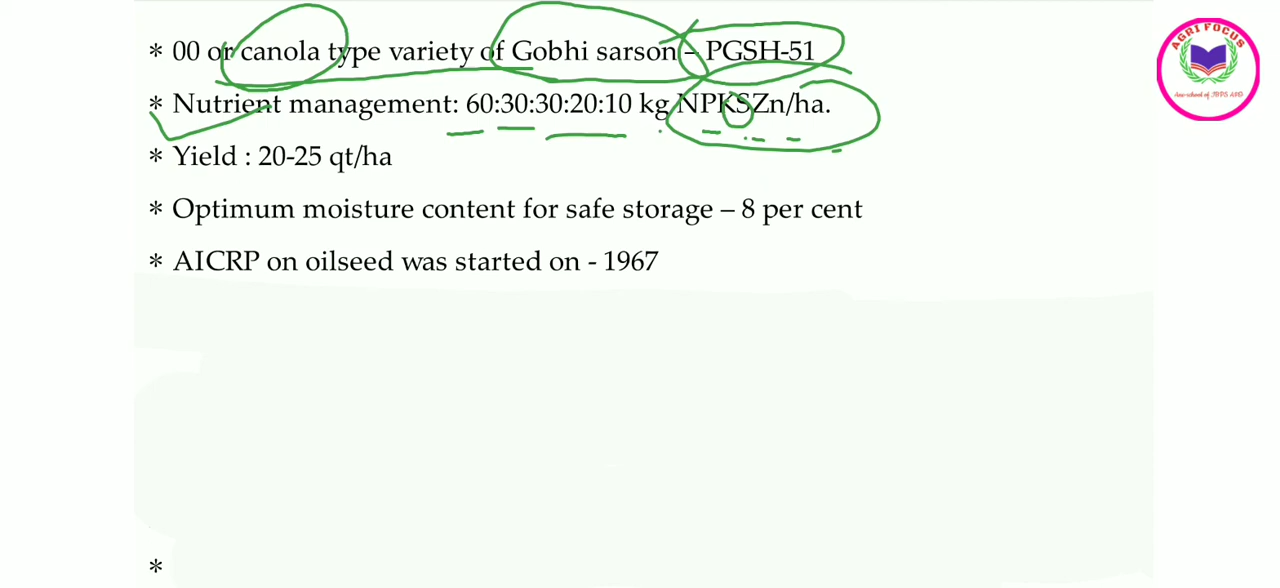 * 00 or canola type variety of Gobhi sarson – PGSH-51
* Nutrient management: 60:30:30:20:10 kg NPKSZn/ha.
* Yield : 20-25 qt/ha
* Optimum moisture content for safe storage – 8 per cent
* AICRP on oilseed was started on - 1967
*
AGRI FOCUS